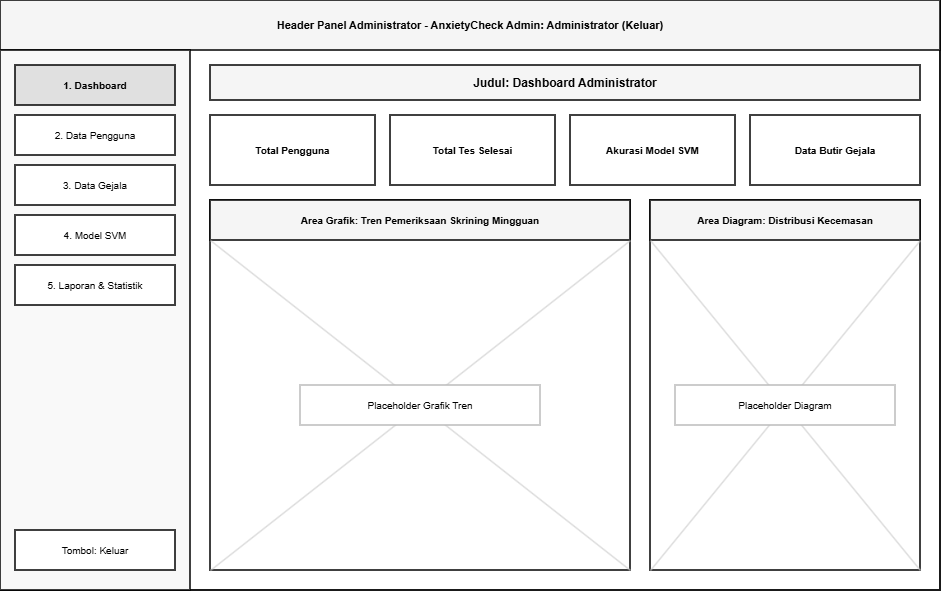 Header Panel Administrator - AnxietyCheck Admin: Administrator (Keluar)
1. Dashboard
2. Data Pengguna
3. Data Gejala
4. Model SVM
5. Laporan & Statistik
Tombol: Keluar
Judul: Dashboard Administrator
Total Pengguna
Total Tes Selesai
Akurasi Model SVM
Data Butir Gejala
Area Grafik: Tren Pemeriksaan Skrining Mingguan
Placeholder Grafik Tren
Area Diagram: Distribusi Kecemasan
Placeholder Diagram